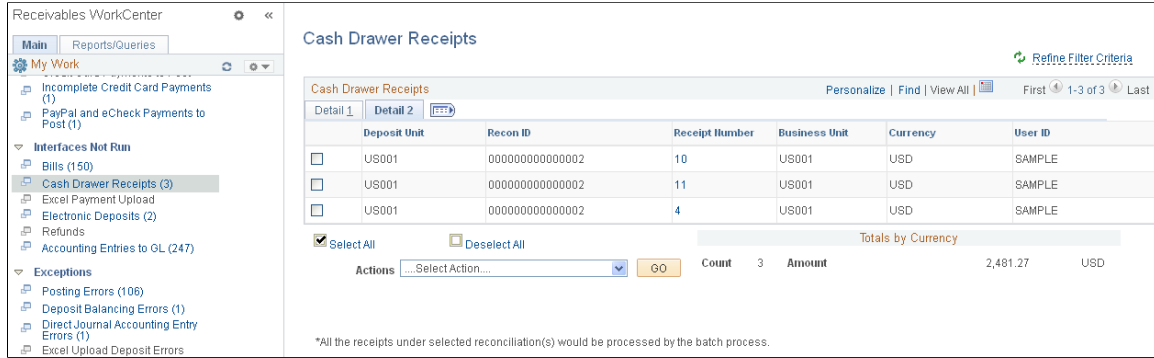 Receivables WorkCenter
«
Main
Reports/Queries
My Work
Incomplete Credit Card Payments
(1)
PayPal and eCheck Payments to
Post (1)
Interfaces Not Run
Bills (150)
Cash Drawer Receipts (3)
Excel Payment Upload
Electronic Deposits (2)
Refunds
Accounting Entries to GL (247)
Exceptions
Posting Errors (106)
Deposit Balancing Errors (1)
Direct Journal Accounting Entry
Errors (1)
Excel Upload Deposit Errors
Cash Drawer Receipts
Refine Filter Criteria
Cash Drawer Receipts
Personalize | Find | View All |
First 1-3 of 3 Last
Detail 1
Detail 2
Deposit Unit Recon ID Receipt Number Business Unit Currency User ID
US001 000000000000002 10 US001 USD SAMPLE
US001 000000000000002 11 US001 USD SAMPLE
US001 000000000000002 4 US001 USD SAMPLE
Select All
Deselect All
Totals by Currency
Actions ....Select Action.... GO
Count 3 Amount 2,481.27 USD
*All the receipts under selected reconciliation(s) would be processed by the batch process.